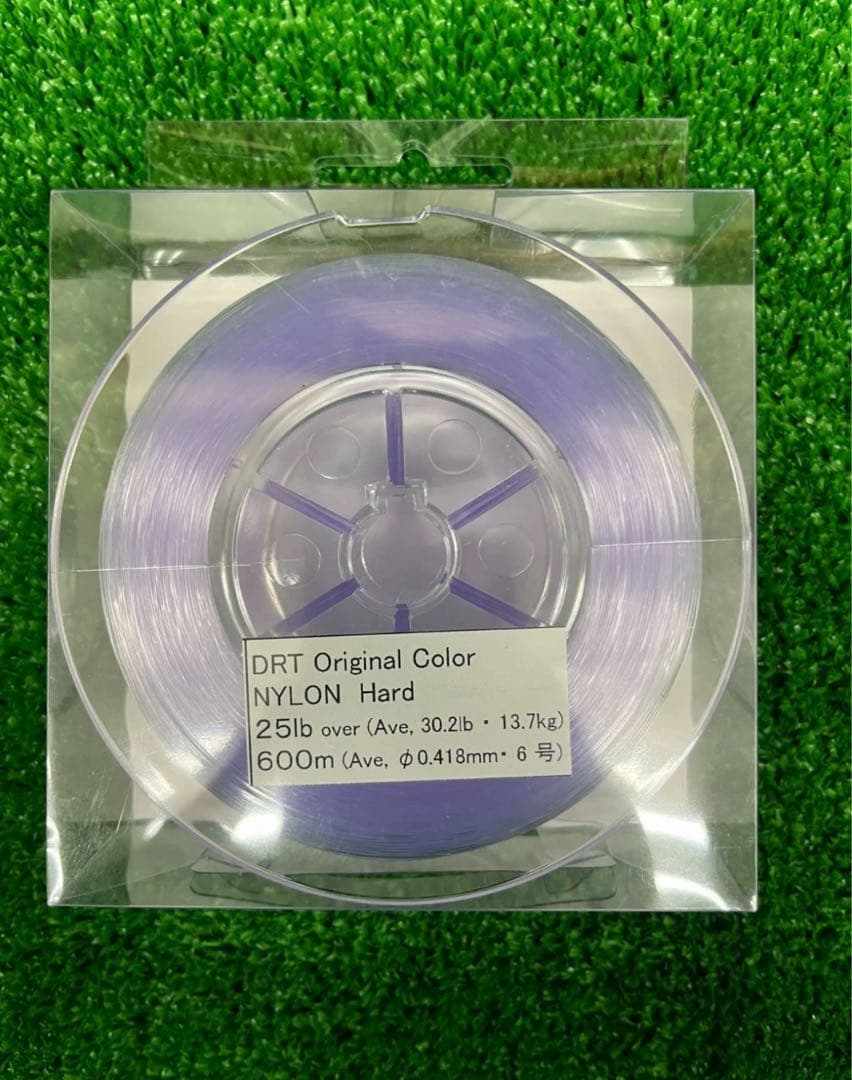 DRT Original Color
NYLON Hard
25lb over (Ave, 30.2lb・13.7kg)
600m (Ave, φ0.418mm・6号)